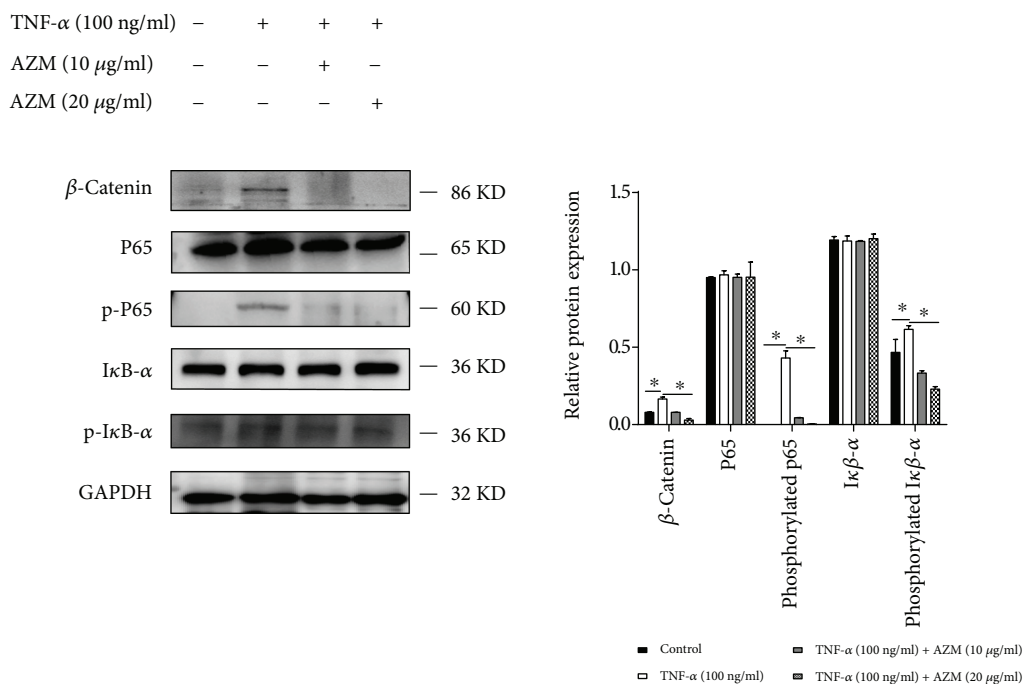 TNF-α (100 ng/ml) – + + +
AZM (10 μg/ml) – – + –
AZM (20 μg/ml) – – – +
β-Catenin — 86 KD
P65 — 65 KD
p-P65 — 60 KD
IκB-α — 36 KD
p-IκB-α — 36 KD
GAPDH — 32 KD
Relative protein expression
1.5
1.0
0.5
0.0
* *
* *
* *
β-Catenin
P65
Phosphorylated p65
Iκβ-α
Phosphorylated Iκβ-α
Control
TNF-α (100 ng/ml)
TNF-α (100 ng/ml) + AZM (10 μg/ml)
TNF-α (100 ng/ml) + AZM (20 μg/ml)